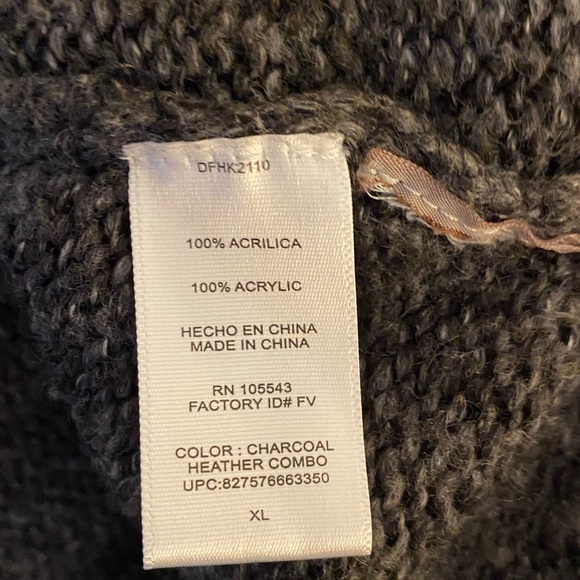 DFHK2110
100% ACRILICA
100% ACRYLIC
HECHO EN CHINA
MADE IN CHINA
RN 105543
FACTORY ID# FV
COLOR : CHARCOAL
HEATHER COMBO
UPC:827576663350
XL